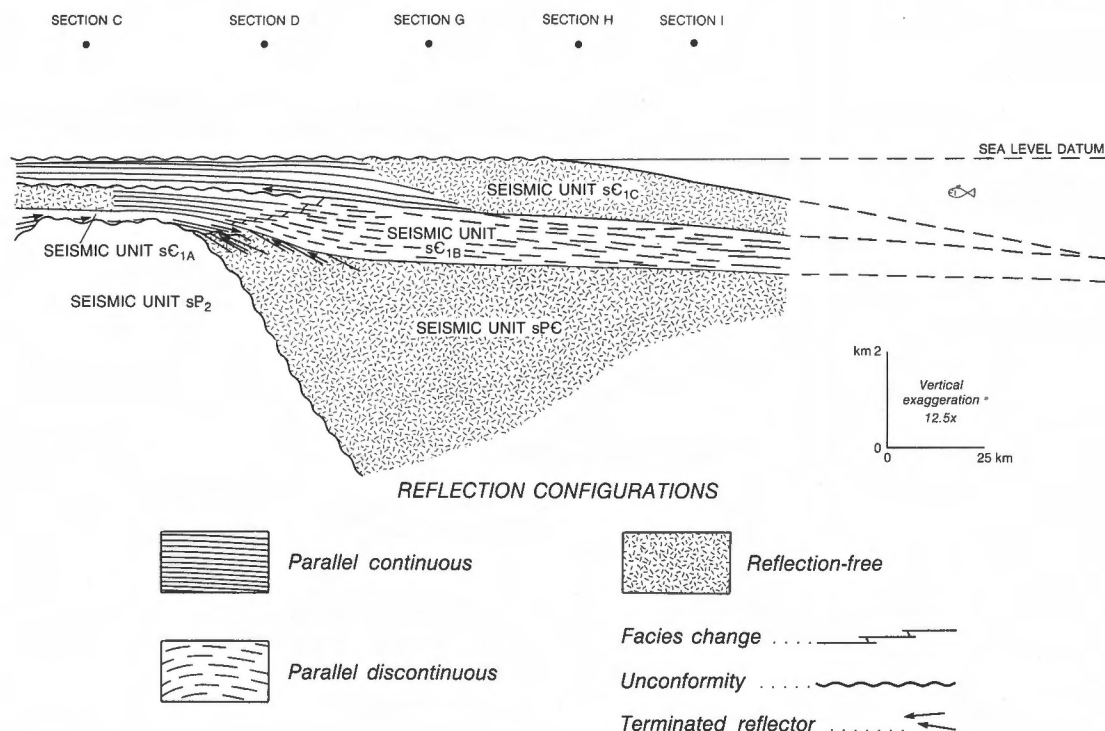 SECTION C SECTION D SECTION G SECTION H SECTION I
SEA LEVEL DATUM
SEISMIC UNIT sЄ1C
SEISMIC UNIT sЄ1A
SEISMIC UNIT
sЄ1B
SEISMIC UNIT sP2
SEISMIC UNIT sPЄ
km 2
Vertical
exaggeration =
12.5x
0
0 25 km
REFLECTION CONFIGURATIONS
Parallel continuous
Reflection-free
Facies change ....
Parallel discontinuous
Unconformity .....
Terminated reflector ......